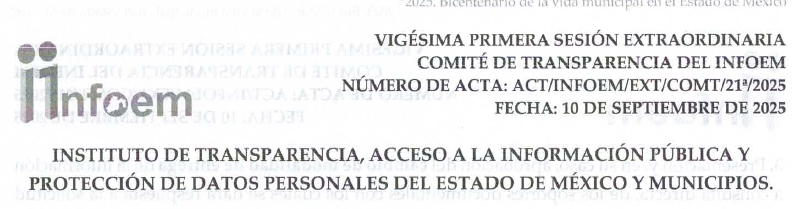 2025. Bicentenario de la vida municipal en el Estado de México
VIGÉSIMA PRIMERA SESIÓN EXTRAORDINARIA
COMITÉ DE TRANSPARENCIA DEL INFOEM
NÚMERO DE ACTA: ACT/INFOEM/EXT/COMT/21ª/2025
FECHA: 10 DE SEPTIEMBRE DE 2025
infoem
INSTITUTO DE TRANSPARENCIA, ACCESO A LA INFORMACIÓN PÚBLICA Y
PROTECCIÓN DE DATOS PERSONALES DEL ESTADO DE MÉXICO Y MUNICIPIOS.